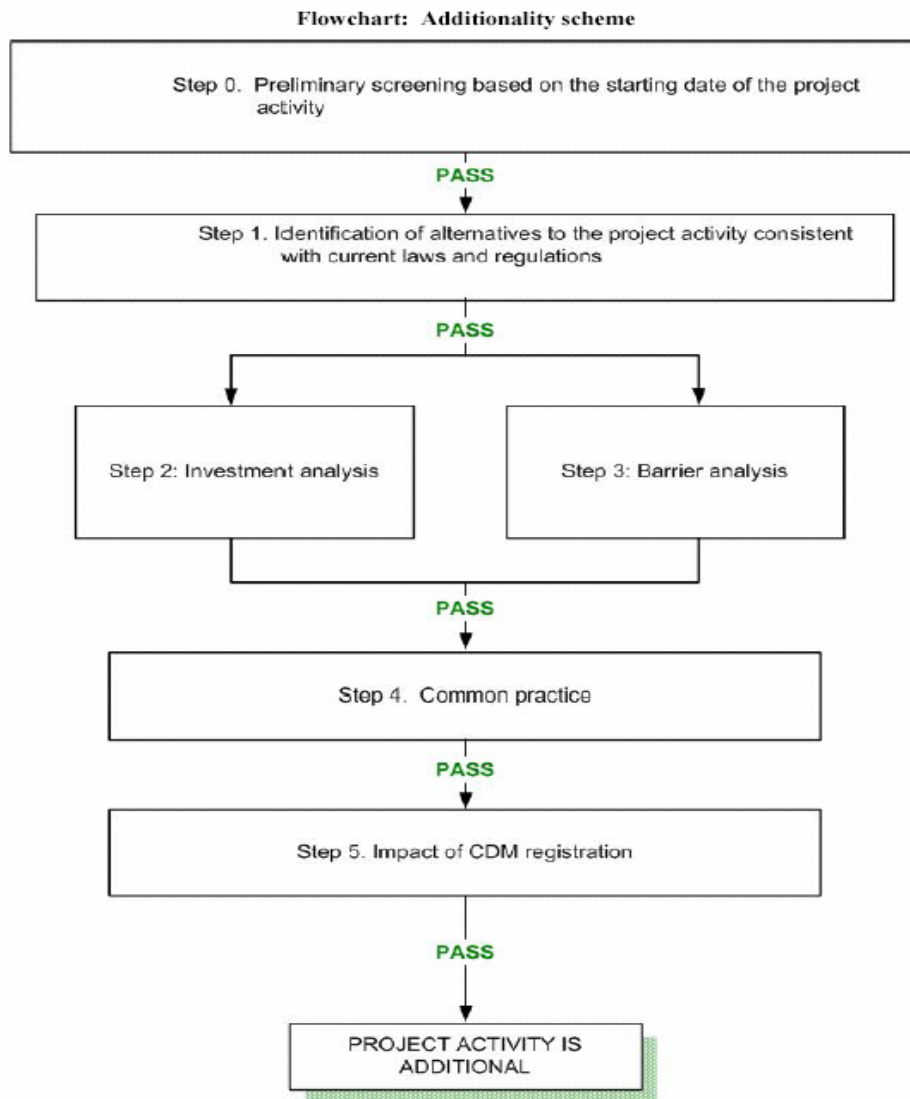 Flowchart: Additionality scheme
Step 0. Preliminary screening based on the starting date of the project
activity
PASS
Step 1. Identification of alternatives to the project activity consistent
with current laws and regulations
PASS
Step 2: Investment analysis
Step 3: Barrier analysis
PASS
Step 4. Common practice
PASS
Step 5. Impact of CDM registration
PASS
PROJECT ACTIVITY IS
ADDITIONAL